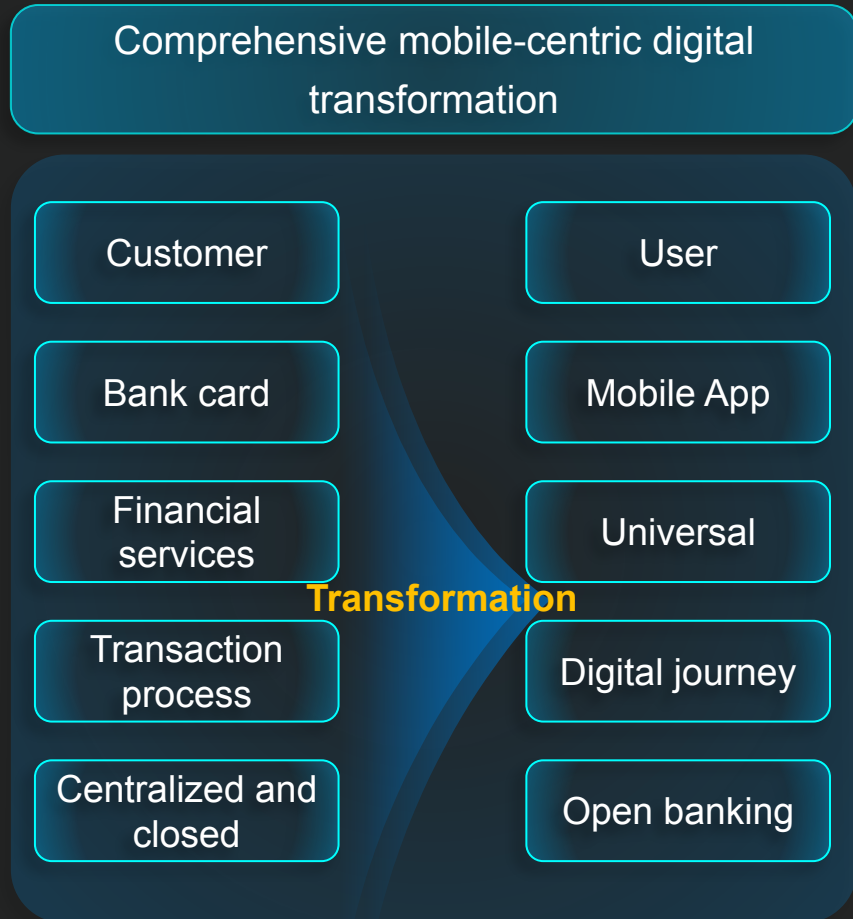 Comprehensive mobile-centric digital
transformation
Customer
User
Bank card
Mobile App
Financial
services
Universal
Transformation
Transaction
process
Digital journey
Centralized and
closed
Open banking